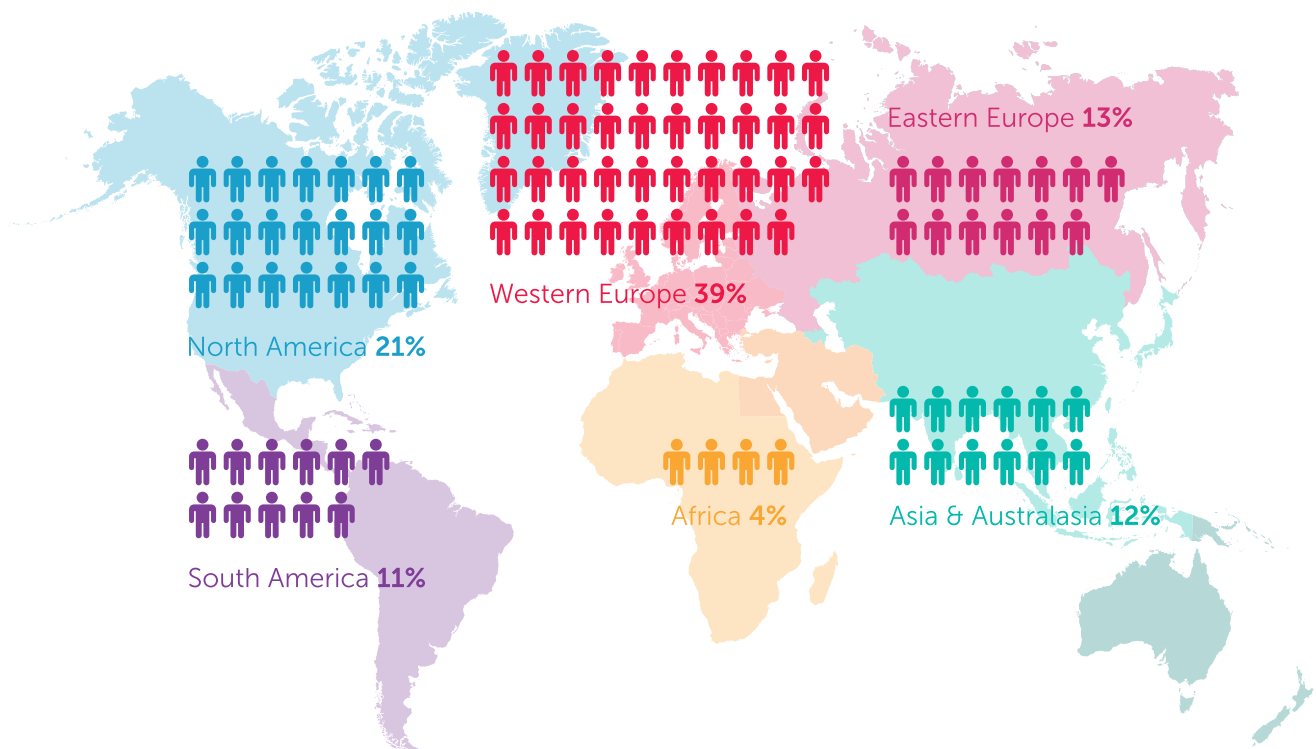 Eastern Europe 13%
Western Europe 39%
North America 21%
Africa 4%
Asia & Australasia 12%
South America 11%